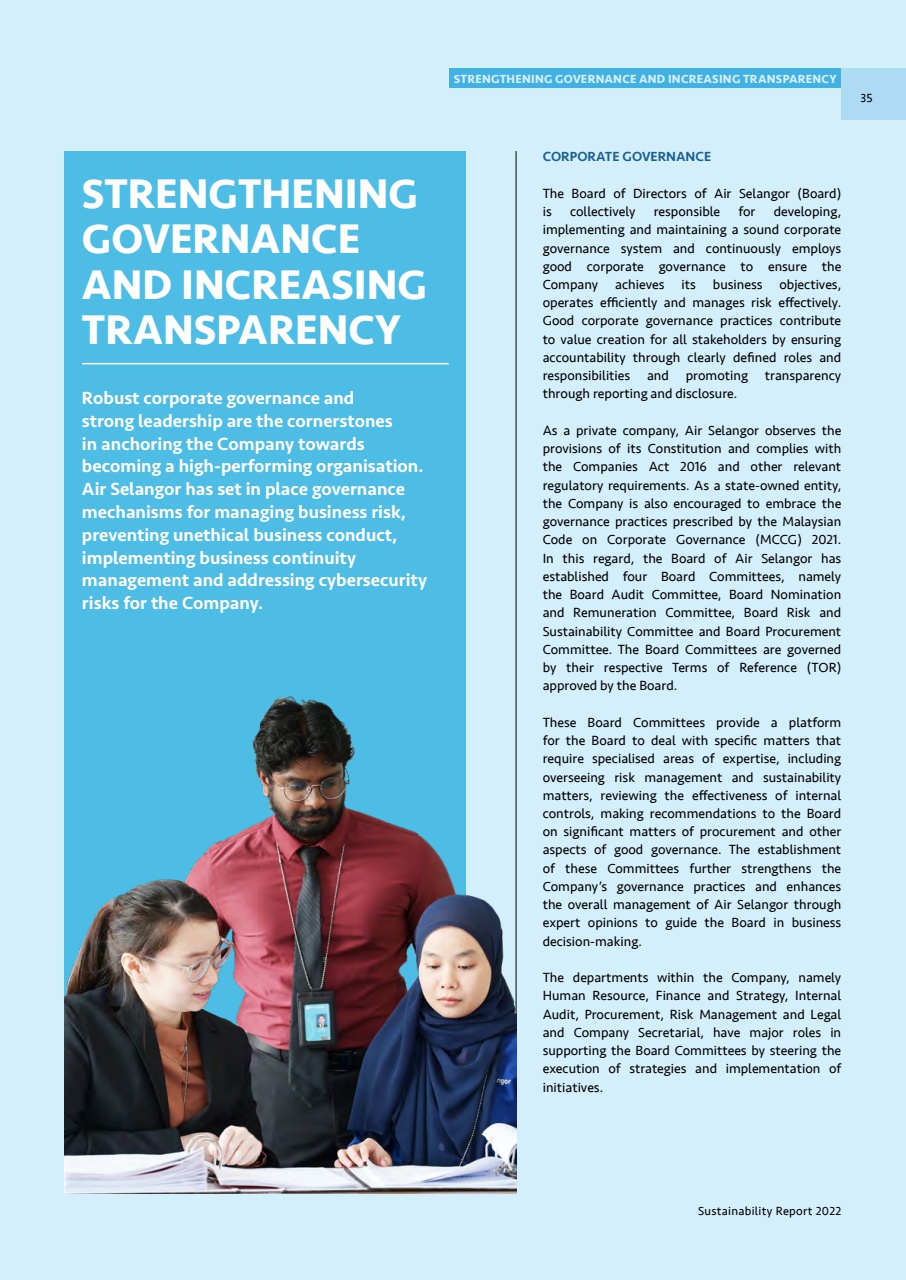 STRENGTHENING GOVERNANCE AND INCREASING TRANSPARENCY
35
STRENGTHENING
GOVERNANCE
AND INCREASING
TRANSPARENCY
Robust corporate governance and
strong leadership are the cornerstones
in anchoring the Company towards
becoming a high-performing organisation.
Air Selangor has set in place governance
mechanisms for managing business risk,
preventing unethical business conduct,
implementing business continuity
management and addressing cybersecurity
risks for the Company.
CORPORATE GOVERNANCE
The Board of Directors of Air Selangor (Board)
is collectively responsible for developing,
implementing and maintaining a sound corporate
governance system and continuously employs
good corporate governance to ensure the
Company achieves its business objectives,
operates efficiently and manages risk effectively.
Good corporate governance practices contribute
to value creation for all stakeholders by ensuring
accountability through clearly defined roles and
responsibilities and promoting transparency
through reporting and disclosure.
As a private company, Air Selangor observes the
provisions of its Constitution and complies with
the Companies Act 2016 and other relevant
regulatory requirements. As a state-owned entity,
the Company is also encouraged to embrace the
governance practices prescribed by the Malaysian
Code on Corporate Governance (MCCG) 2021.
In this regard, the Board of Air Selangor has
established four Board Committees, namely
the Board Audit Committee, Board Nomination
and Remuneration Committee, Board Risk and
Sustainability Committee and Board Procurement
Committee. The Board Committees are governed
by their respective Terms of Reference (TOR)
approved by the Board.
These Board Committees provide a platform
for the Board to deal with specific matters that
require specialised areas of expertise, including
overseeing risk management and sustainability
matters, reviewing the effectiveness of internal
controls, making recommendations to the Board
on significant matters of procurement and other
aspects of good governance. The establishment
of these Committees further strengthens the
Company's governance practices and enhances
the overall management of Air Selangor through
expert opinions to guide the Board in business
decision-making.
The departments within the Company, namely
Human Resource, Finance and Strategy, Internal
Audit, Procurement, Risk Management and Legal
and Company Secretarial, have major roles in
supporting the Board Committees by steering the
execution of strategies and implementation of
initiatives.
Sustainability Report 2022